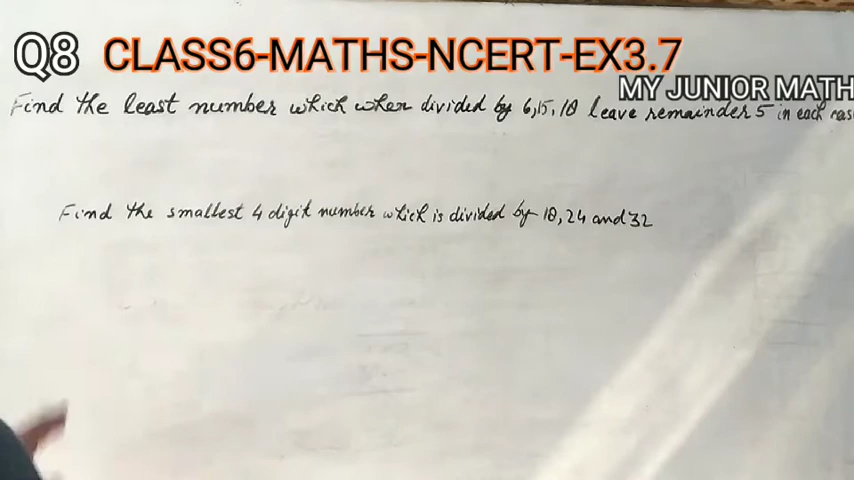 Q8 CLASS6-MATHS-NCERT-EX3.7
MY JUNIOR MATH
Find the least number which when divided by 6,15,18 leave remainder 5 in each
Find the smallest 4 digit number which is divided by 18, 24 and 32